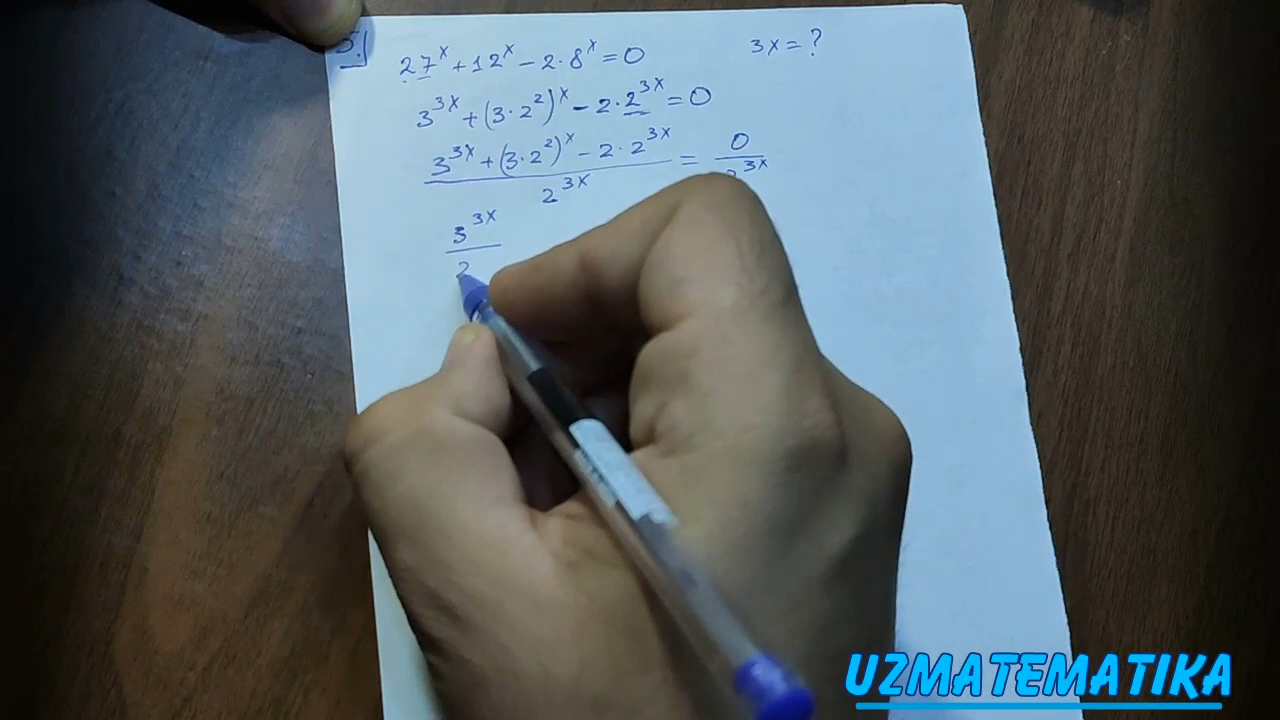 5.] 27^x + 12^x - 2·8^x = 0 3x = ?
3^3x + (3·2^2)^x - 2·2^3x = 0
3^3x + (3·2^2)^x - 2·2^3x / 2^3x = 0 / 2^3x
3^3x / 2
UZMATEMATIKA